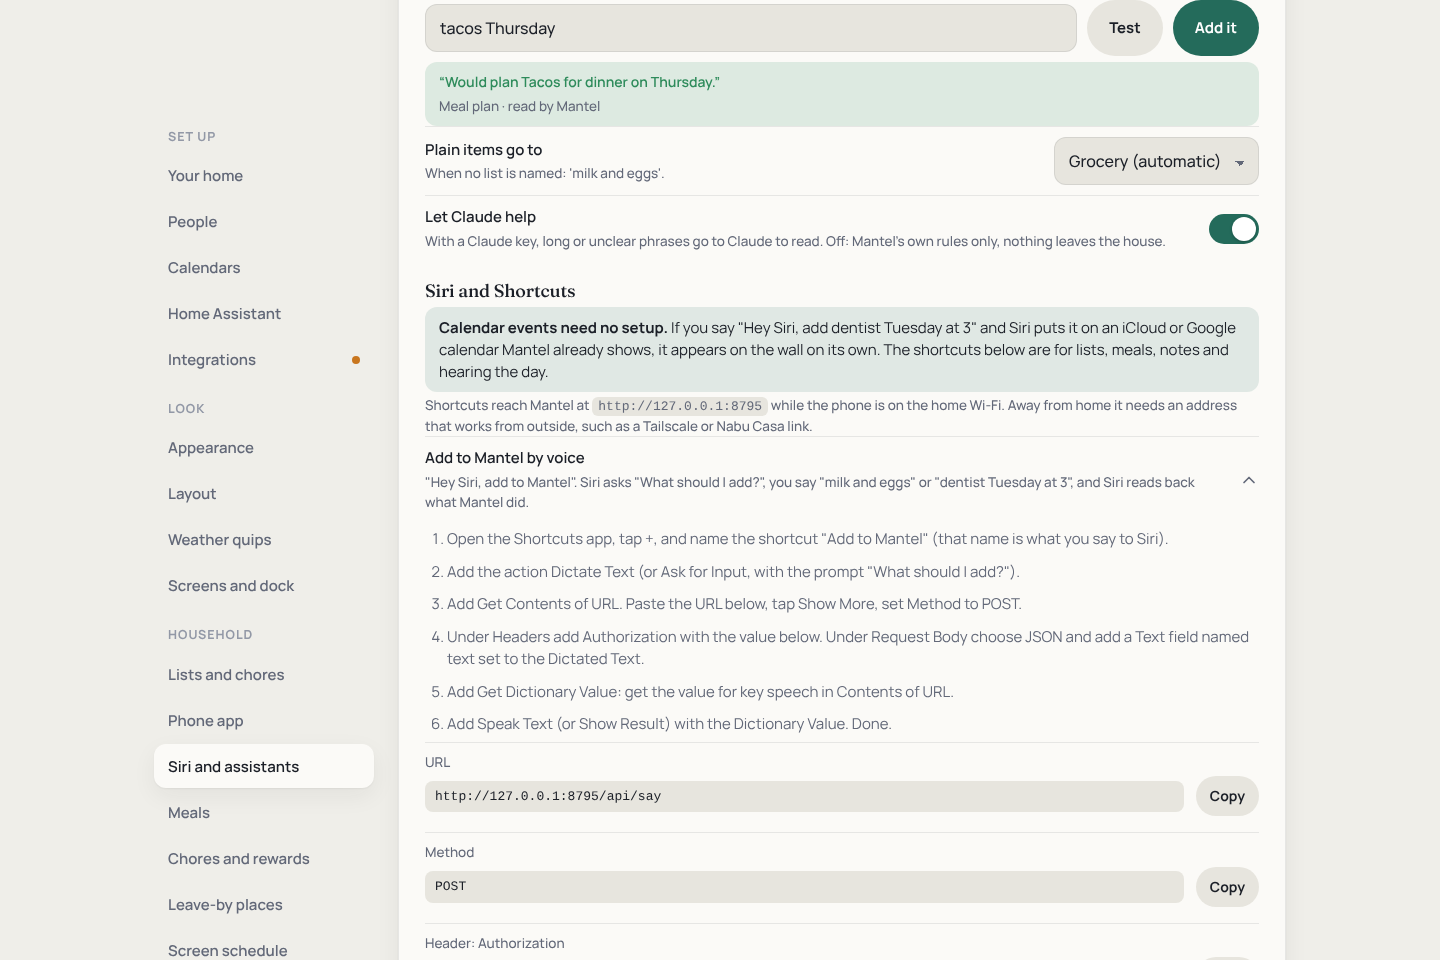 tacos Thursday
Test
Add it
“Would plan Tacos for dinner on Thursday.”
Meal plan · read by Mantel
SET UP
Your home
People
Calendars
Home Assistant
Integrations
LOOK
Appearance
Layout
Weather quips
Screens and dock
HOUSEHOLD
Lists and chores
Phone app
Siri and assistants
Meals
Chores and rewards
Leave-by places
Screen schedule
Plain items go to
When no list is named: 'milk and eggs'.
Grocery (automatic)
Let Claude help
With a Claude key, long or unclear phrases go to Claude to read. Off: Mantel's own rules only, nothing leaves the house.
Siri and Shortcuts
Calendar events need no setup. If you say "Hey Siri, add dentist Tuesday at 3" and Siri puts it on an iCloud or Google
calendar Mantel already shows, it appears on the wall on its own. The shortcuts below are for lists, meals, notes and
hearing the day.
Shortcuts reach Mantel at http://127.0.0.1:8795 while the phone is on the home Wi-Fi. Away from home it needs an address
that works from outside, such as a Tailscale or Nabu Casa link.
Add to Mantel by voice
"Hey Siri, add to Mantel". Siri asks "What should I add?", you say "milk and eggs" or "dentist Tuesday at 3", and Siri reads back
what Mantel did.
1. Open the Shortcuts app, tap +, and name the shortcut "Add to Mantel" (that name is what you say to Siri).
2. Add the action Dictate Text (or Ask for Input, with the prompt "What should I add?").
3. Add Get Contents of URL. Paste the URL below, tap Show More, set Method to POST.
4. Under Headers add Authorization with the value below. Under Request Body choose JSON and add a Text field named
text set to the Dictated Text.
5. Add Get Dictionary Value: get the value for key speech in Contents of URL.
6. Add Speak Text (or Show Result) with the Dictionary Value. Done.
URL
http://127.0.0.1:8795/api/say
Copy
Method
POST
Copy
Header: Authorization